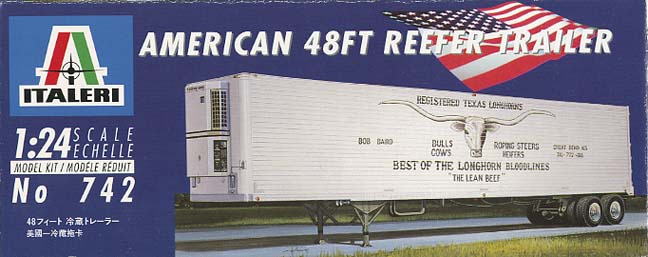 AMERICAN 48FT REEFER TRAILER
ITALERI
1:24 SCALE ECHELLE
MODEL KIT / MODÈLE RÉDUIT
No 742
48フィート 冷蔵トレーラー
美國一冷藏拖卡
REGISTERED TEXAS LONGHORNS
BOB BAIRD
BULLS
COWS
ROPING STEERS
HEIFERS
BEST OF THE LONGHORN BLOODLINES
"THE LEAN BEEF"